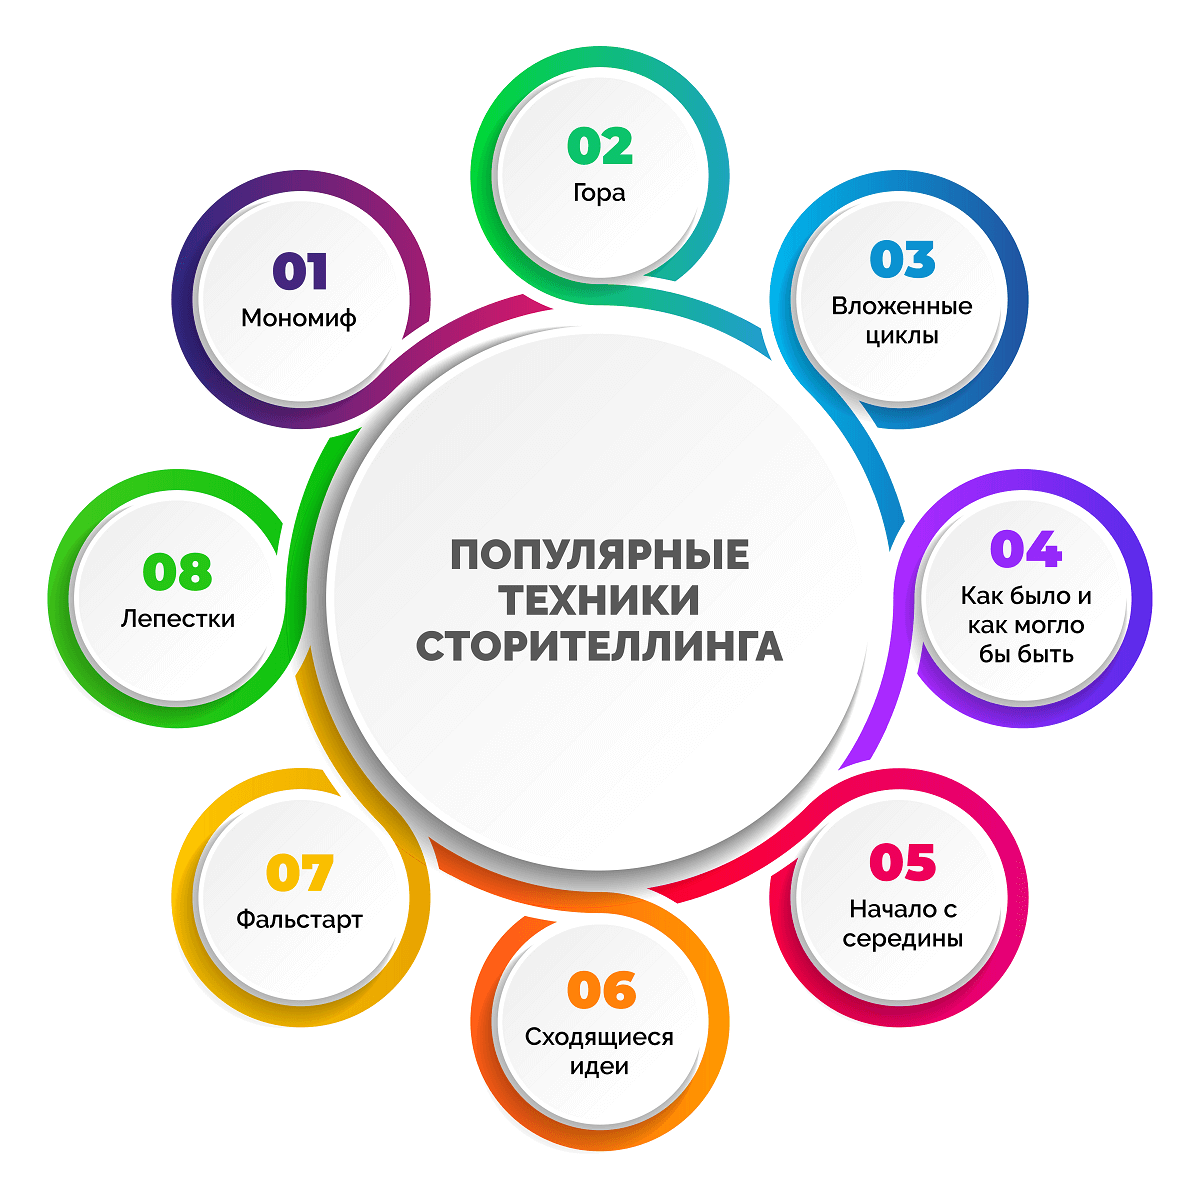 ПОПУЛЯРНЫЕ
ТЕХНИКИ
СТОРИТЕЛЛИНГА
01
Мономиф
02
Гора
03
Вложенные
циклы
04
Как было и
как могло
бы быть
05
Начало с
середины
06
Сходящиеся
идеи
07
Фальстарт
08
Лепестки